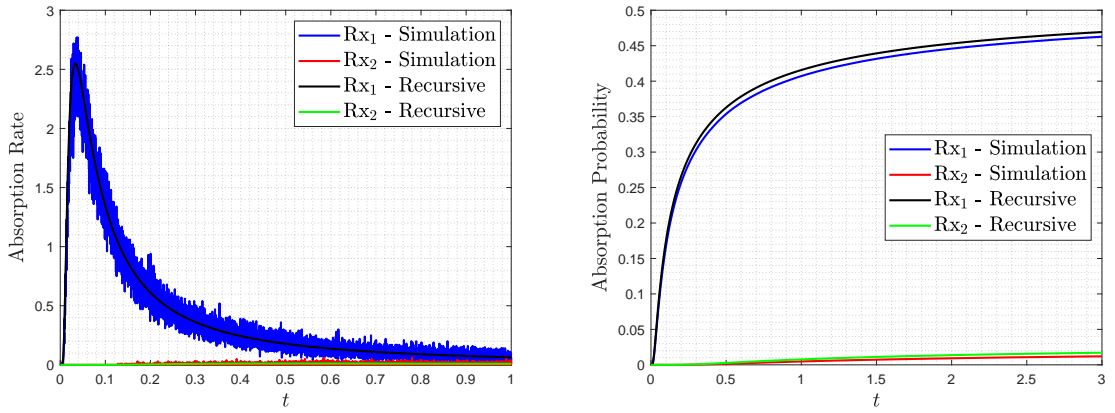 Absorption Rate
3
2.5
2
1.5
1
0.5
0
0 0.1 0.2 0.3 0.4 0.5 0.6 0.7 0.8 0.9 1
t
Rx₁ - Simulation
Rx₂ - Simulation
Rx₁ - Recursive
Rx₂ - Recursive
Absorption Probability
0.5
0.45
0.4
0.35
0.3
0.25
0.2
0.15
0.1
0.05
0
0 0.5 1 1.5 2 2.5 3
t
Rx₁ - Simulation
Rx₂ - Simulation
Rx₁ - Recursive
Rx₂ - Recursive